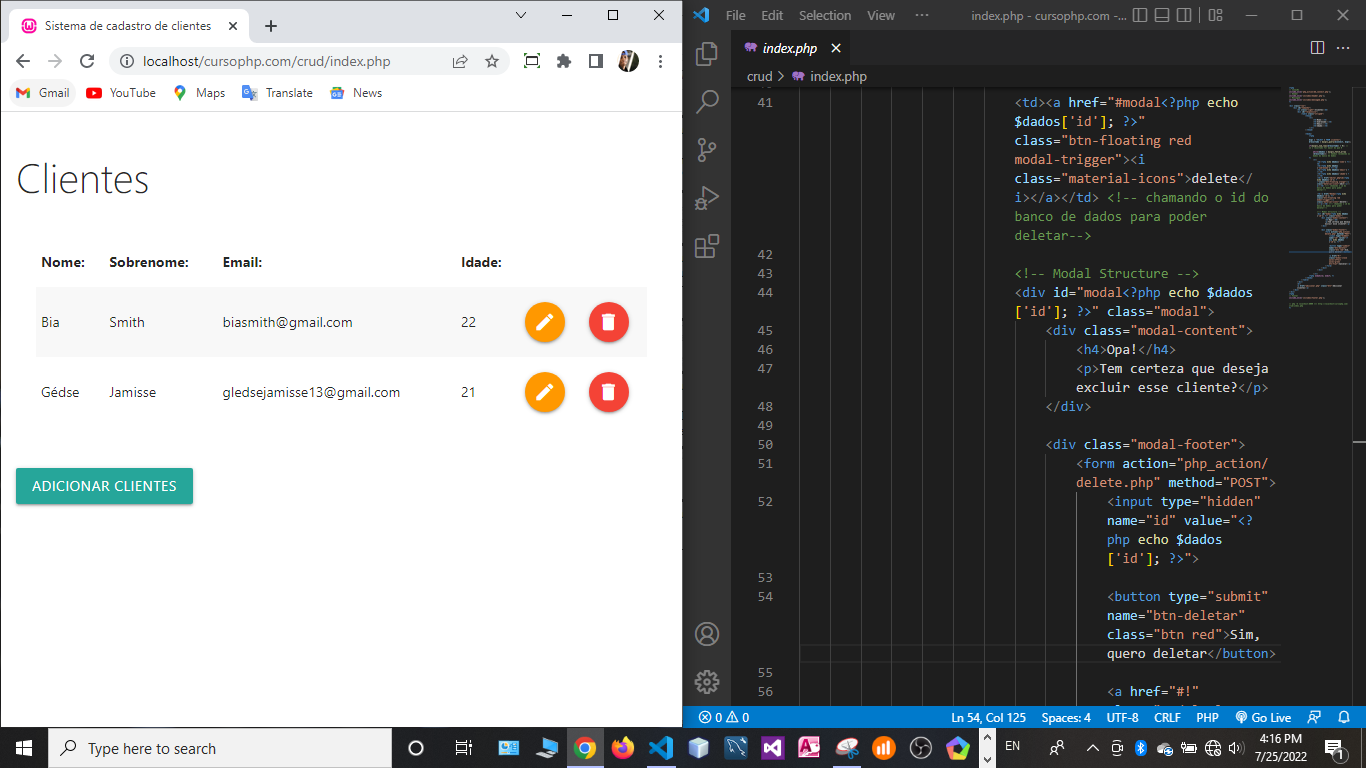 Sistema de cadastro de clientes
localhost/cursophp.com/crud/index.php
Gmail YouTube Maps Translate News
Clientes
Nome: Sobrenome: Email: Idade:
Bia Smith biasmith@gmail.com 22
Gédse Jamisse gledsejamisse13@gmail.com 21
ADICIONAR CLIENTES
File Edit Selection View ··· index.php - cursophp.com -...
index.php
crud > index.php
41 <td><a href="#modal<?php echo
$dados['id']; ?>"
class="btn-floating red
modal-trigger"><i
class="material-icons">delete</
i></a></td> <!-- chamando o id do
banco de dados para poder
deletar-->
42
43 <!-- Modal Structure -->
44 <div id="modal<?php echo $dados
['id']; ?>" class="modal">
45 <div class="modal-content">
46 <h4>Opa!</h4>
47 <p>Tem certeza que deseja
excluir esse cliente?</p>
48 </div>
49
50 <div class="modal-footer">
51 <form action="php_action/
delete.php" method="POST">
52 <input type="hidden"
name="id" value="<?
php echo $dados
['id']; ?>">
53
54 <button type="submit"
name="btn-deletar"
class="btn red">Sim,
quero deletar</button>
55
56 <a href="#!"
0 0 Ln 54, Col 125 Spaces: 4 UTF-8 CRLF PHP Go Live
Type here to search
EN
4:16 PM
7/25/2022
1